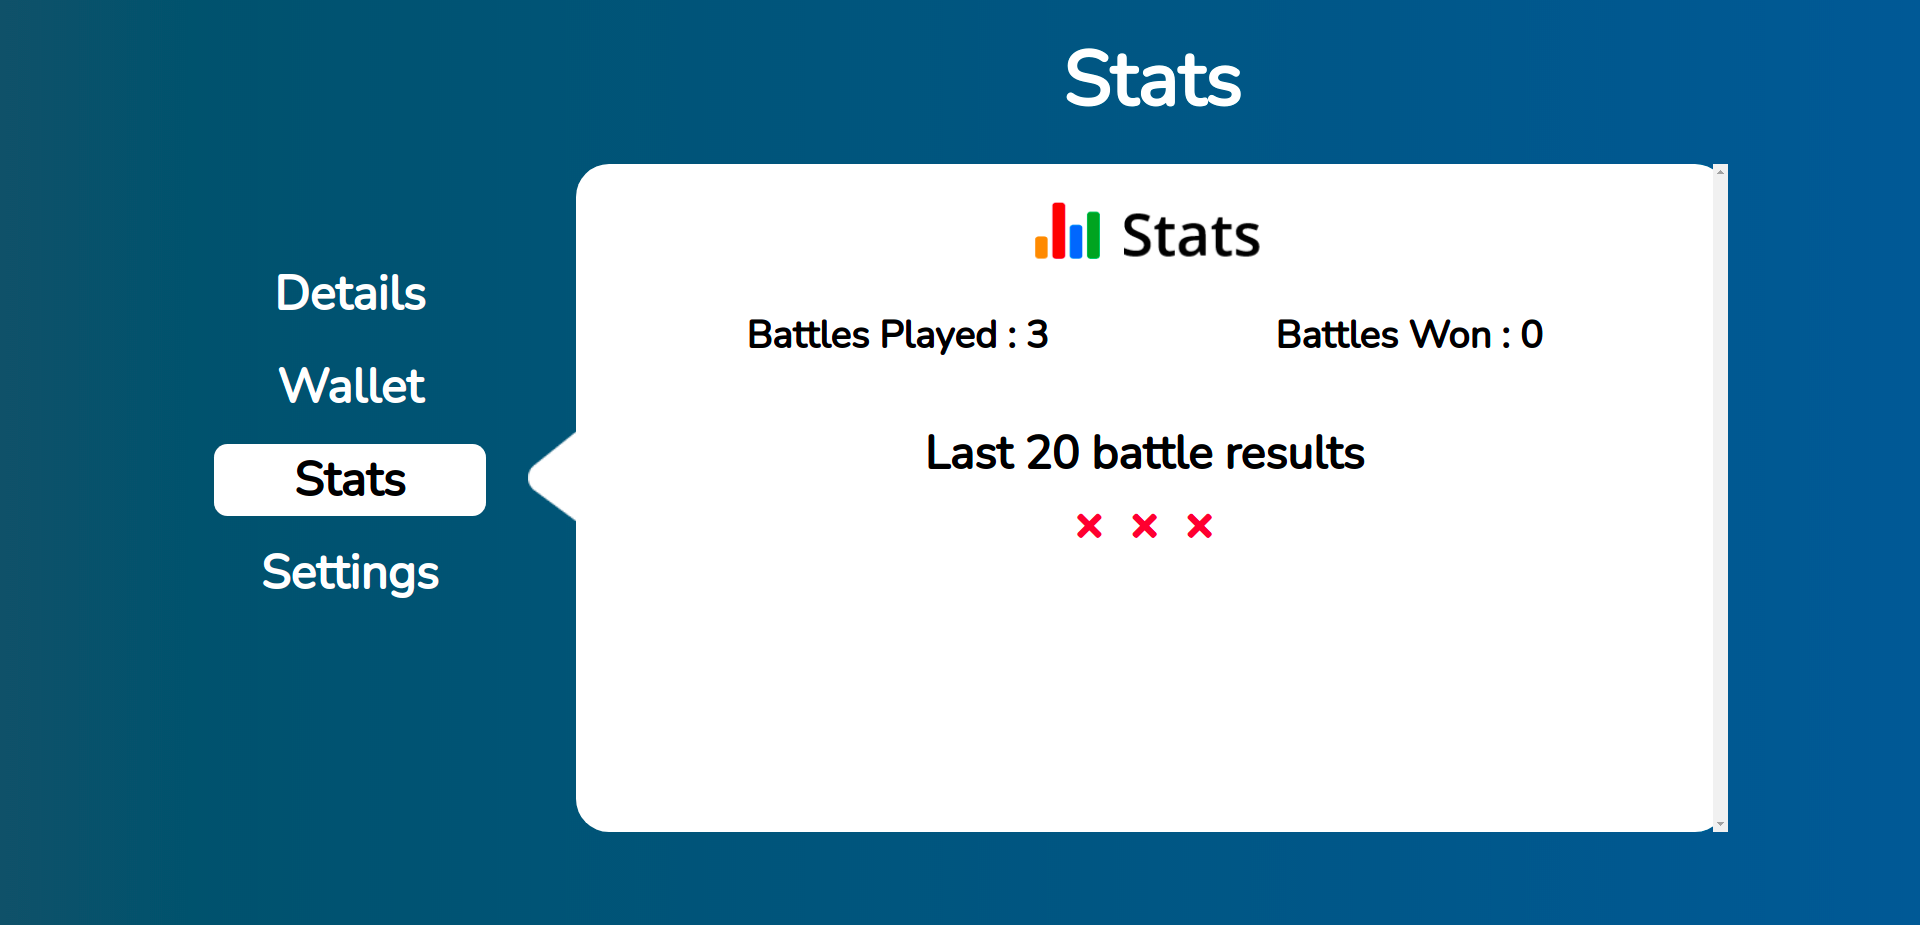 Stats
Details
Wallet
Stats
Settings
Stats
Battles Played : 3
Battles Won : 0
Last 20 battle results